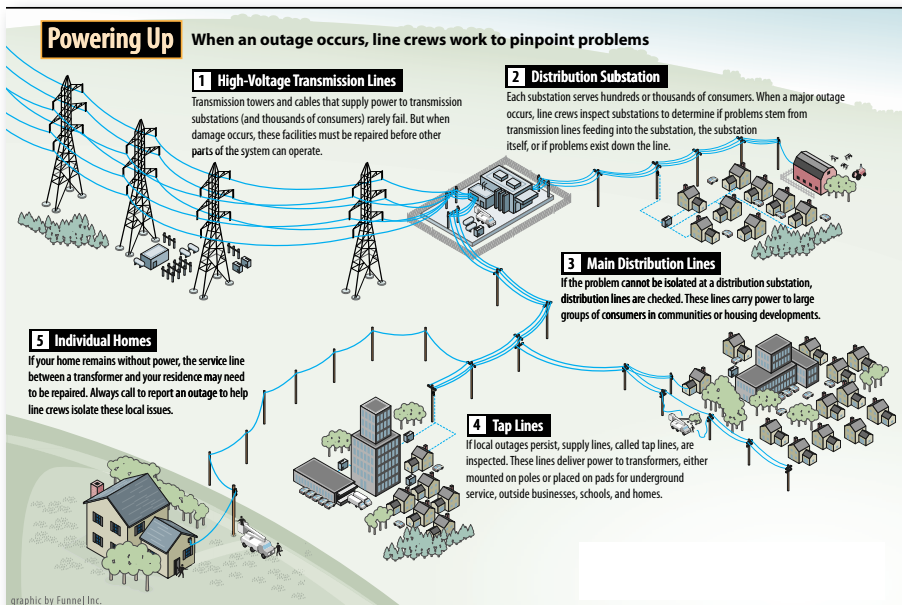 Powering Up
When an outage occurs, line crews work to pinpoint problems
1 High-Voltage Transmission Lines
Transmission towers and cables that supply power to transmission
substations (and thousands of consumers) rarely fail. But when
damage occurs, these facilities must be repaired before other
parts of the system can operate.
2 Distribution Substation
Each substation serves hundreds or thousands of consumers. When a major outage
occurs, line crews inspect substations to determine if problems stem from
transmission lines feeding into the substation, the substation
itself, or if problems exist down the line.
3 Main Distribution Lines
If the problem cannot be isolated at a distribution substation,
distribution lines are checked. These lines carry power to large
groups of consumers in communities or housing developments.
5 Individual Homes
If your home remains without power, the service line
between a transformer and your residence may need
to be repaired. Always call to report an outage to help
line crews isolate these local issues.
4 Tap Lines
If local outages persist, supply lines, called tap lines, are
inspected. These lines deliver power to transformers, either
mounted on poles or placed on pads for underground
service, outside businesses, schools, and homes.
graphic by Funnel Inc.